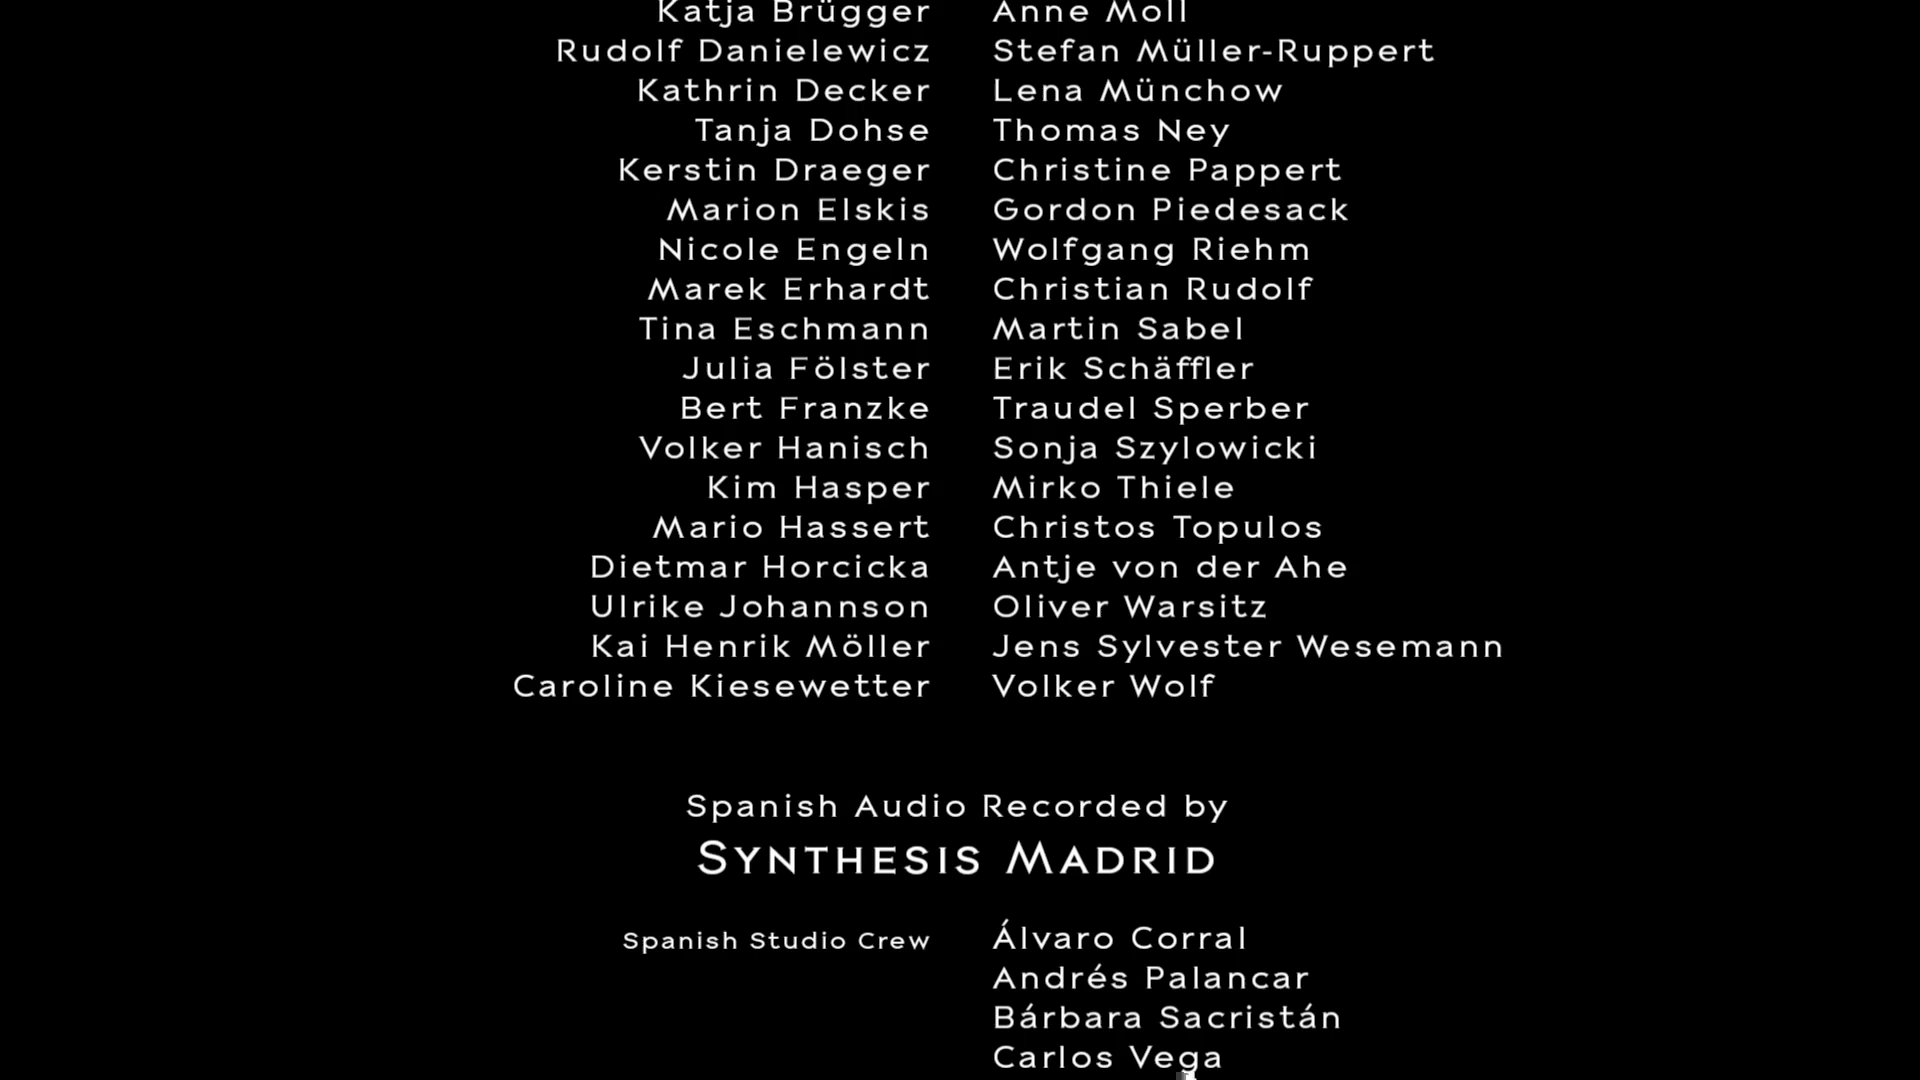 Katja Brügger Anne Moll
Rudolf Danielewicz Stefan Müller-Ruppert
Kathrin Decker Lena Münchow
Tanja Dohse Thomas Ney
Kerstin Draeger Christine Pappert
Marion Elskis Gordon Piedesack
Nicole Engeln Wolfgang Riehm
Marek Erhardt Christian Rudolf
Tina Eschmann Martin Sabel
Julia Fölster Erik Schäffler
Bert Franzke Traudel Sperber
Volker Hanisch Sonja Szylowicki
Kim Hasper Mirko Thiele
Mario Hassert Christos Topulos
Dietmar Horcicka Antje von der Ahe
Ulrike Johannson Oliver Warsitz
Kai Henrik Möller Jens Sylvester Wesemann
Caroline Kiesewetter Volker Wolf
Spanish Audio Recorded by
Synthesis Madrid
Spanish Studio Crew Álvaro Corral
Andrés Palancar
Bárbara Sacristán
Carlos Vega